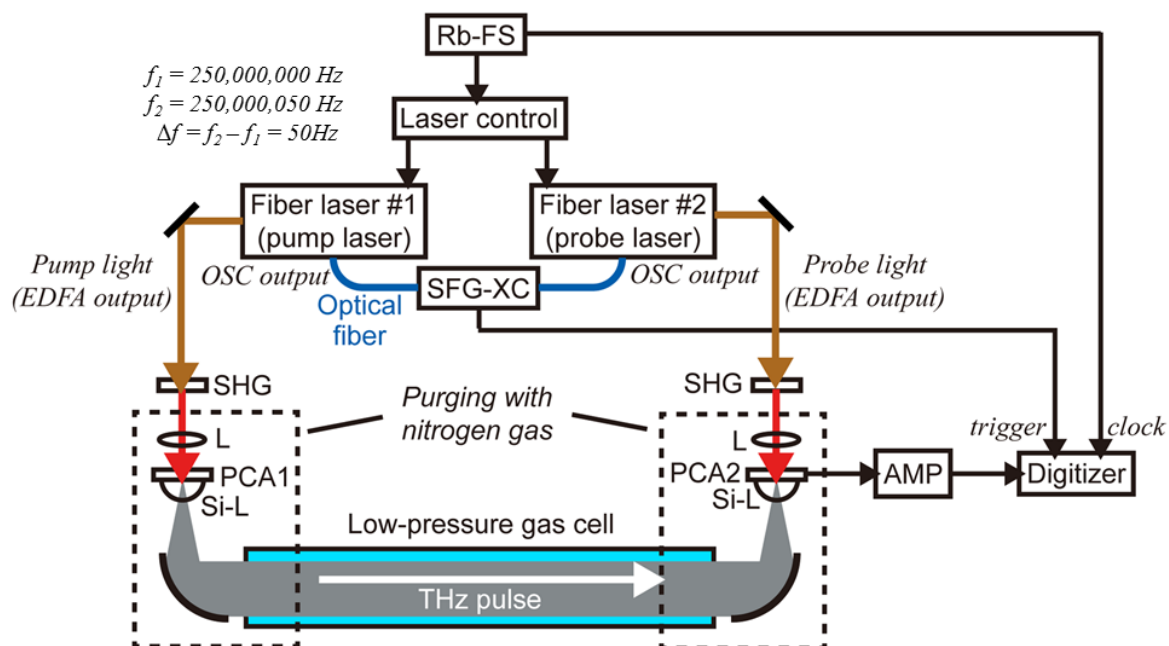 Rb-FS
f1 = 250,000,000 Hz
f2 = 250,000,050 Hz
Δf = f2 – f1 = 50Hz
Laser control
Fiber laser #1
(pump laser)
Fiber laser #2
(probe laser)
Pump light
(EDFA output)
OSC output
SFG-XC
OSC output
Probe light
(EDFA output)
Optical
fiber
SHG
SHG
Purging with
nitrogen gas
L
L
trigger
clock
PCA1
Si-L
PCA2
Si-L
AMP
Digitizer
Low-pressure gas cell
THz pulse